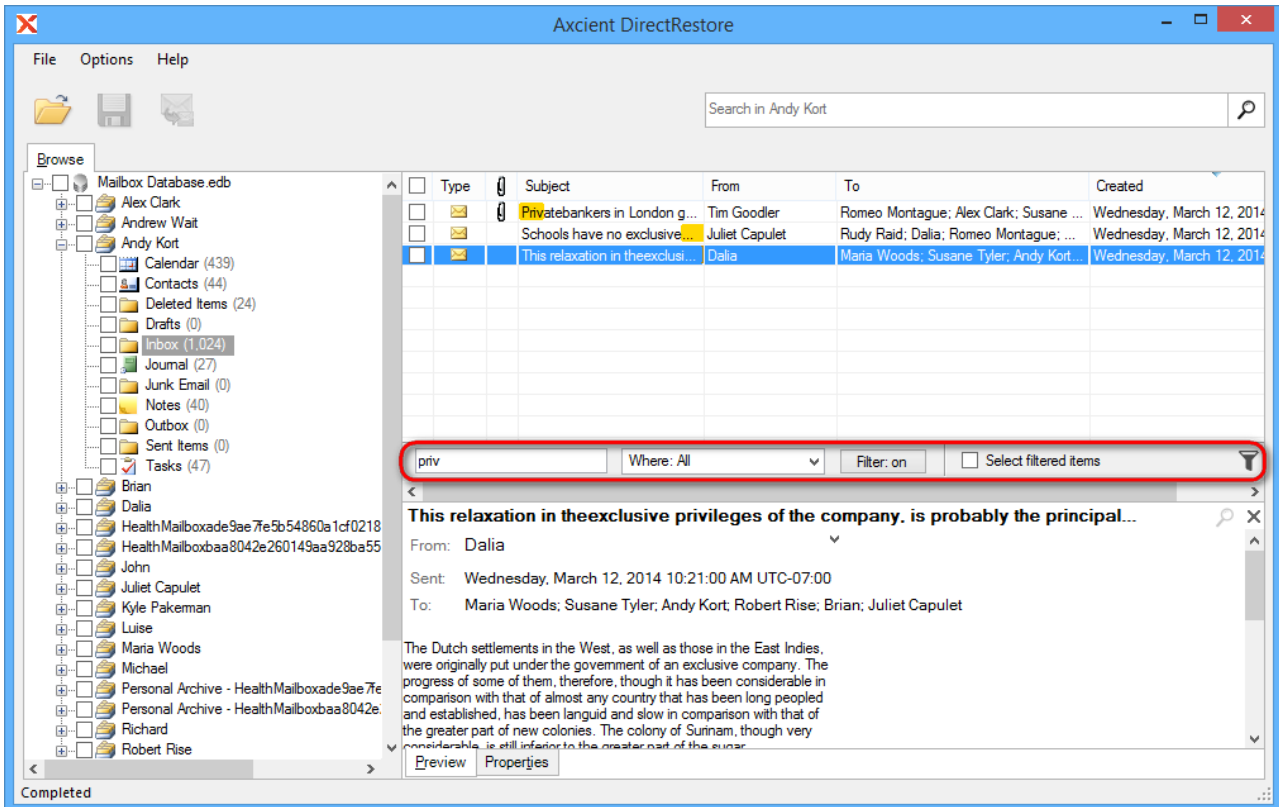 Axcient DirectRestore
File Options Help
Search in Andy Kort
Browse
Mailbox Database.edb
Alex Clark
Andrew Wait
Andy Kort
Calendar (439)
Contacts (44)
Deleted Items (24)
Drafts (0)
Inbox (1,024)
Journal (27)
Junk Email (0)
Notes (40)
Outbox (0)
Sent Items (0)
Tasks (47)
Brian
Dalia
HealthMailboxade9ae7fe5b54860a1cf0218
HealthMailboxbaa8042e260149aa928ba55
John
Juliet Capulet
Kyle Pakeman
Luise
Maria Woods
Michael
Personal Archive - HealthMailboxade9ae7fe
Personal Archive - HealthMailboxbaa8042e
Richard
Robert Rise
Type Subject From To Created
Privatebankers in London g... Tim Goodler Romeo Montague; Alex Clark; Susane ... Wednesday, March 12, 2014
Schools have no exclusive... Juliet Capulet Rudy Raid; Dalia; Romeo Montague; ... Wednesday, March 12, 2014
This relaxation in theexclusi... Dalia Maria Woods; Susane Tyler; Andy Kort... Wednesday, March 12, 2014
priv Where: All Filter: on Select filtered items
This relaxation in theexclusive privileges of the company, is probably the principal...
From: Dalia
Sent: Wednesday, March 12, 2014 10:21:00 AM UTC-07:00
To: Maria Woods; Susane Tyler; Andy Kort; Robert Rise; Brian; Juliet Capulet
The Dutch settlements in the West, as well as those in the East Indies,
were originally put under the government of an exclusive company. The
progress of some of them, therefore, though it has been considerable in
comparison with that of almost any country that has been long peopled
and established, has been languid and slow in comparison with that of
the greater part of new colonies. The colony of Surinam, though very
considerable, is still inferior to the greater part of the sugar
Preview Properties
Completed